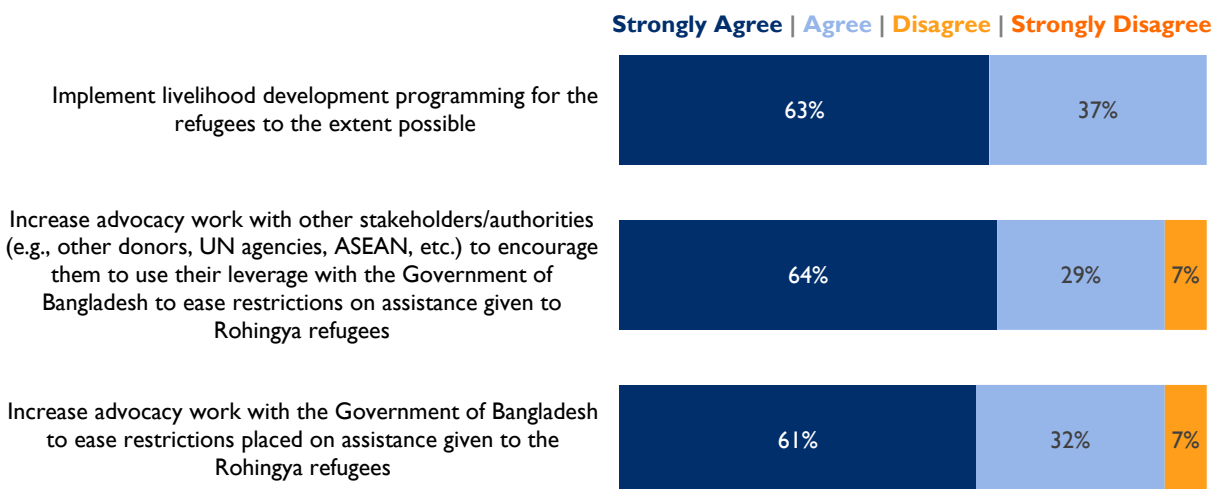 Strongly Agree | Agree | Disagree | Strongly Disagree
Implement livelihood development programming for the
refugees to the extent possible
63%
37%
Increase advocacy work with other stakeholders/authorities
(e.g., other donors, UN agencies, ASEAN, etc.) to encourage
them to use their leverage with the Government of
Bangladesh to ease restrictions on assistance given to
Rohingya refugees
64%
29%
7%
Increase advocacy work with the Government of Bangladesh
to ease restrictions placed on assistance given to the
Rohingya refugees
61%
32%
7%